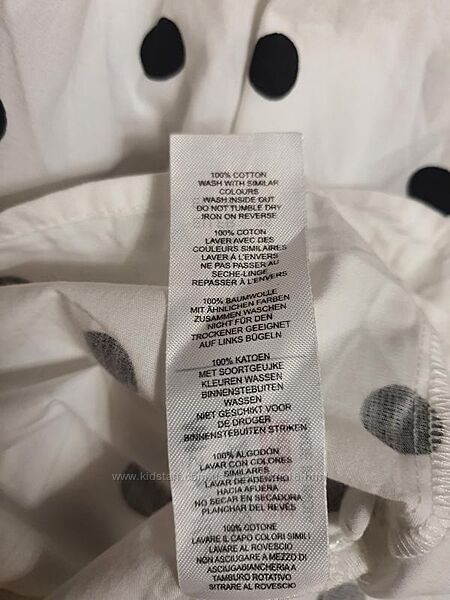 100% COTTON
WASH WITH SIMILAR
COLOURS
WASH INSIDE OUT
DO NOT TUMBLE DRY
IRON ON REVERSE
100% COTON
LAVER AVEC DES
COULEURS SIMILAIRES
LAVER À L'ENVERS
NE PAS PASSER AU
SECHE-LINGE
REPASSER À L'ENVERS
100% BAUMWOLLE
MIT ÄHNLICHEN FARBEN
ZUSAMMEN WASCHEN
NICHT FÜR DEN
TROCKENER GEEIGNET
AUF LINKS BÜGELN
100% KATOEN
MET SOORTGEUJKE
KLEUREN WASSEN
BINNENSTEBUITEN
WASSEN
NIET GESCHIKT VOOR
DE DROGER
BINNENSTEBUITEN STRIKEN
100% ALGODÓN
LAVAR CON COLORES
SIMILARES
LAVAR DE ADENTRO
HACIA AFUERA
NO SECAR EN SECADORA
PLANCHAR DEL REVÉS
100% COTONE
LAVARE IL CAPO COLORI SIMILI
LAVARE AL ROVESCIO
NON ASCIUGARE A MEZZO DI
ASCIUGABIANCHERIA A
TAMBURO ROTATIVO
SITRARE AL ROVESCIO